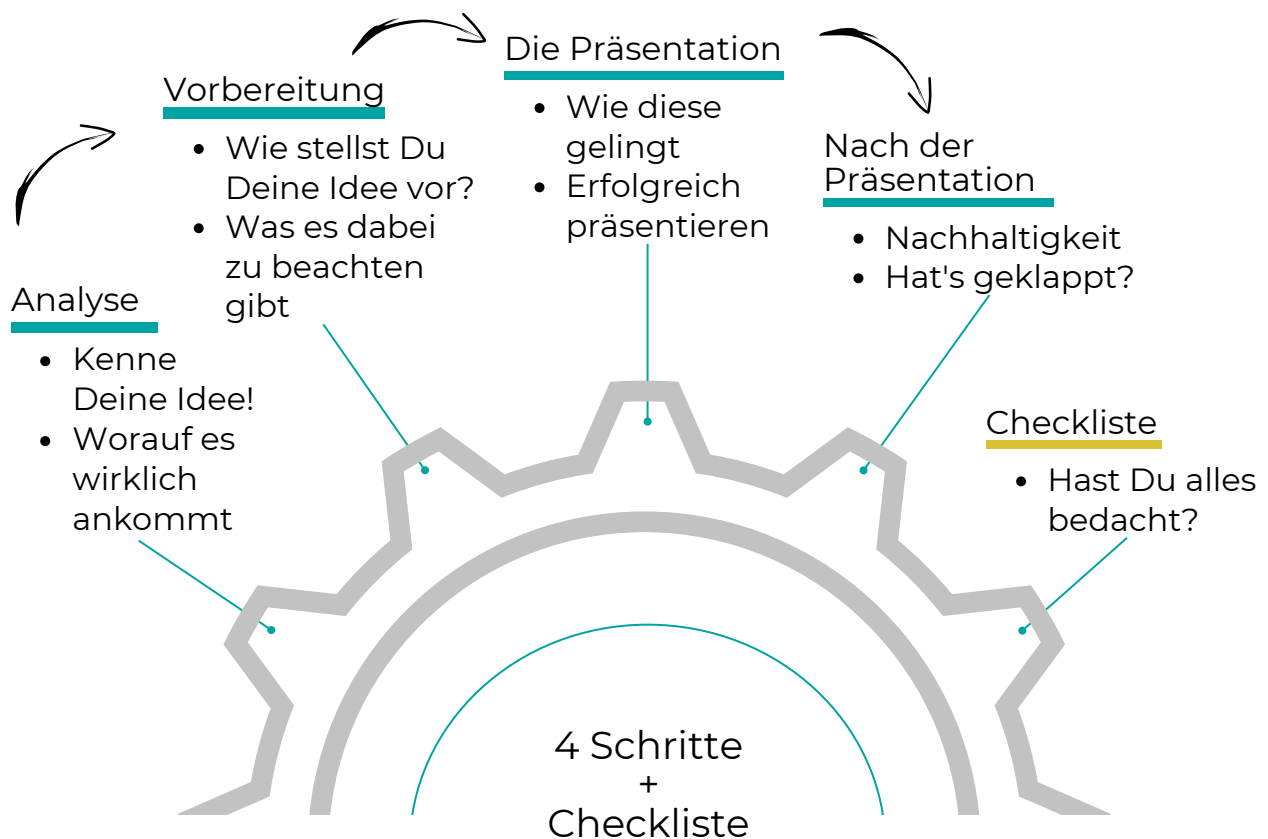 Analyse
• Kenne
Deine Idee!
• Worauf es
wirklich
ankommt
Vorbereitung
• Wie stellst Du
Deine Idee vor?
• Was es dabei
zu beachten
gibt
Die Präsentation
• Wie diese
gelingt
• Erfolgreich
präsentieren
Nach der
Präsentation
• Nachhaltigkeit
• Hat's geklappt?
Checkliste
• Hast Du alles
bedacht?
4 Schritte
+
Checkliste